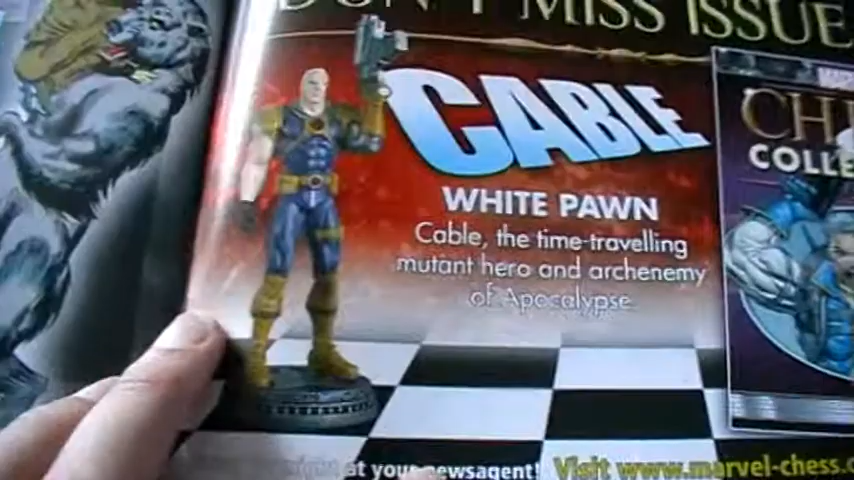 DON'T MISS ISSUE
CABLE
WHITE PAWN
Cable, the time-travelling
mutant hero and archenemy
of Apocalypse
COLLE
at your newsagent! Visit www.marvel-chess.c